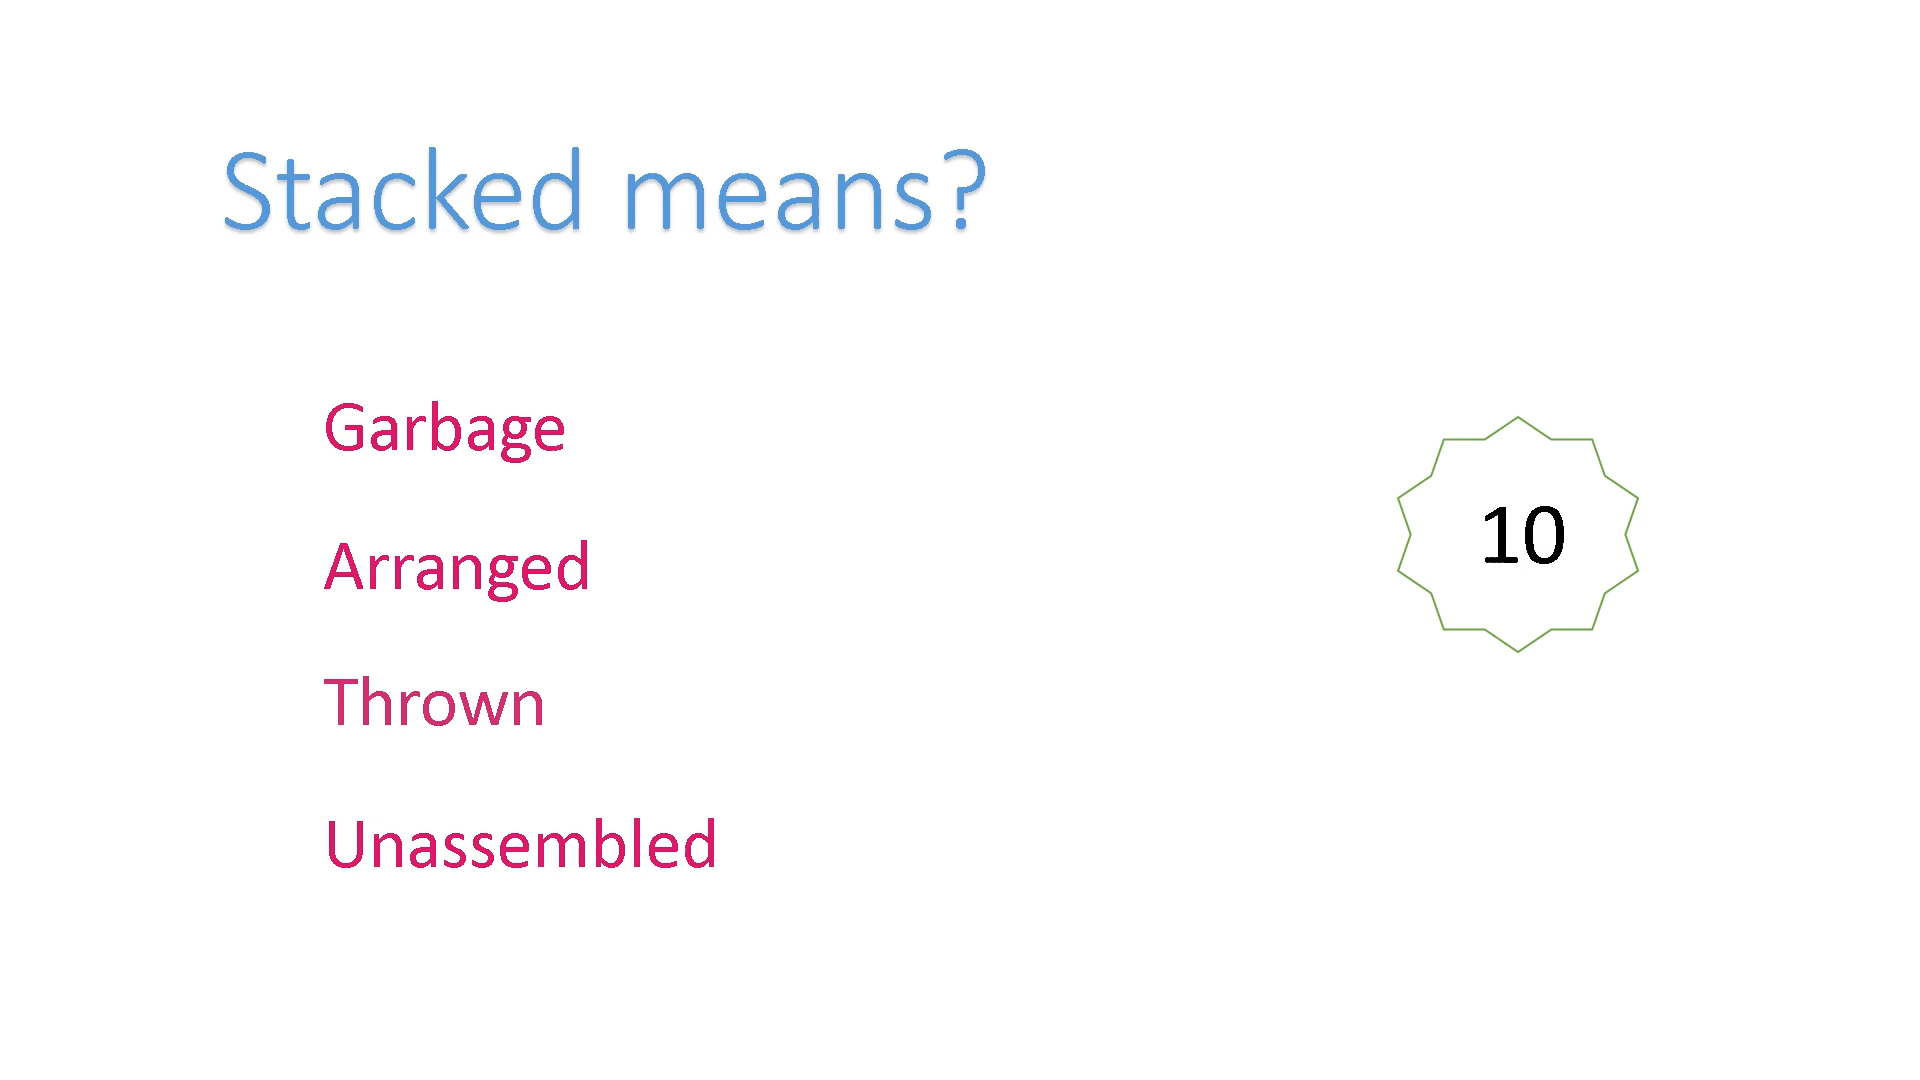 Stacked means?
Garbage
Arranged
10
Thrown
Unassembled